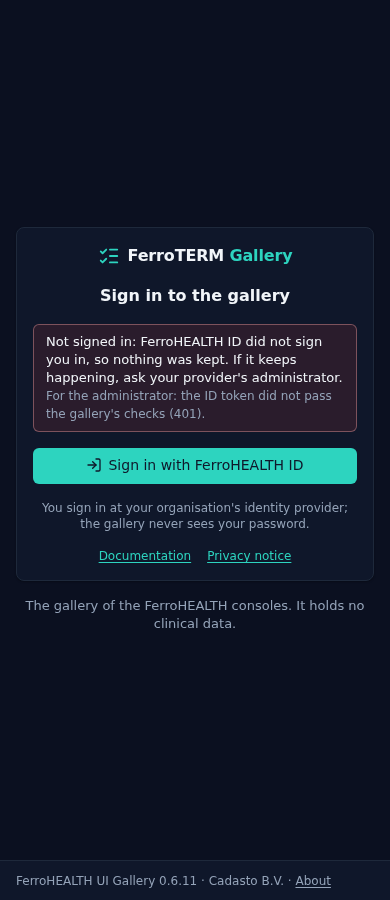 FerroTERM Gallery
Sign in to the gallery
Not signed in: FerroHEALTH ID did not sign
you in, so nothing was kept. If it keeps
happening, ask your provider's administrator.
For the administrator: the ID token did not pass
the gallery's checks (401).
Sign in with FerroHEALTH ID
You sign in at your organisation's identity provider;
the gallery never sees your password.
Documentation Privacy notice
The gallery of the FerroHEALTH consoles. It holds no
clinical data.
FerroHEALTH UI Gallery 0.6.11 · Cadasto B.V. · About